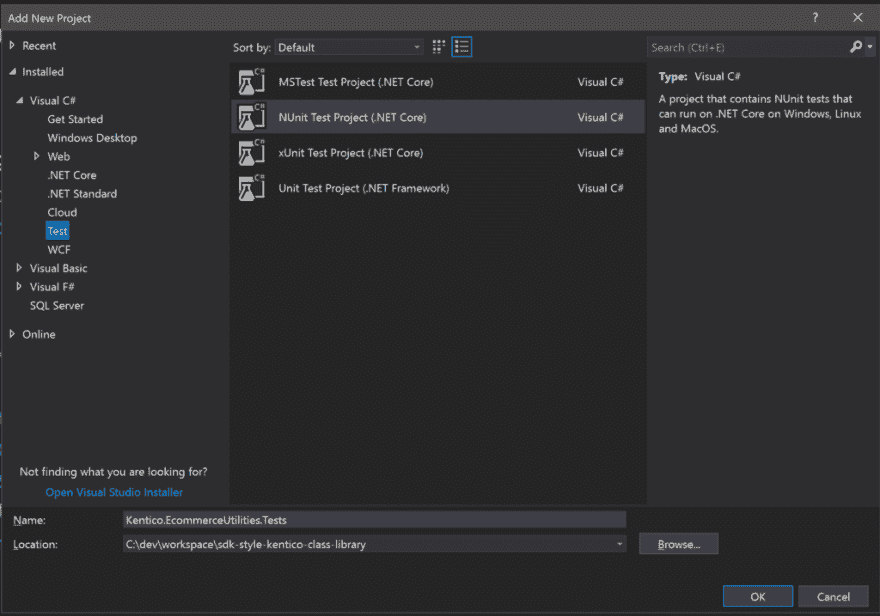 Add New Project
?
Recent
Installed
Visual C#
Get Started
Windows Desktop
Web
.NET Core
.NET Standard
Cloud
Test
WCF
Visual Basic
Visual F#
SQL Server
Online
Not finding what you are looking for?
Open Visual Studio Installer
Sort by: Default
C# MSTest Test Project (.NET Core) Visual C#
C# NUnit Test Project (.NET Core) Visual C#
C# xUnit Test Project (.NET Core) Visual C#
C# Unit Test Project (.NET Framework) Visual C#
Search (Ctrl+E)
Type: Visual C#
A project that contains NUnit tests that
can run on .NET Core on Windows, Linux
and MacOS.
Name: Kentico.EcommerceUtilities.Tests
Location: C:\dev\workspace\sdk-style-kentico-class-library
Browse...
OK Cancel